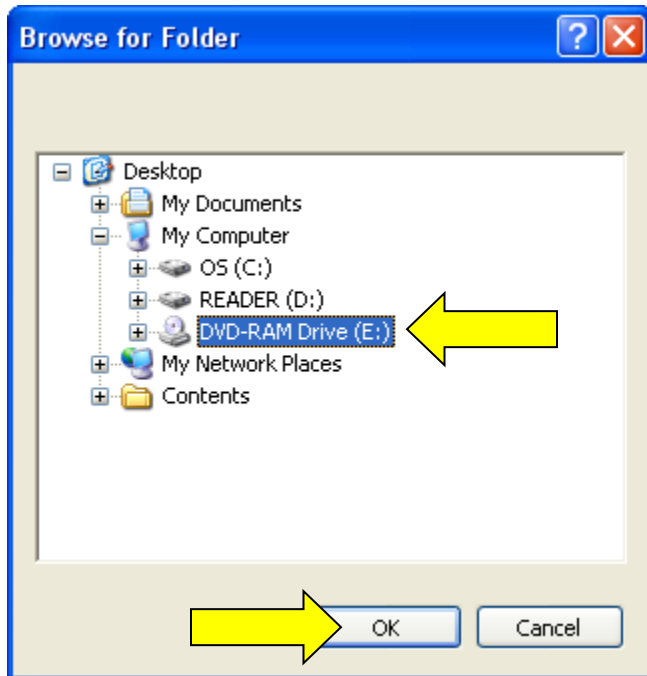 Browse for Folder
Desktop
My Documents
My Computer
OS (C:)
READER (D:)
DVD-RAM Drive (E:)
My Network Places
Contents
OK Cancel